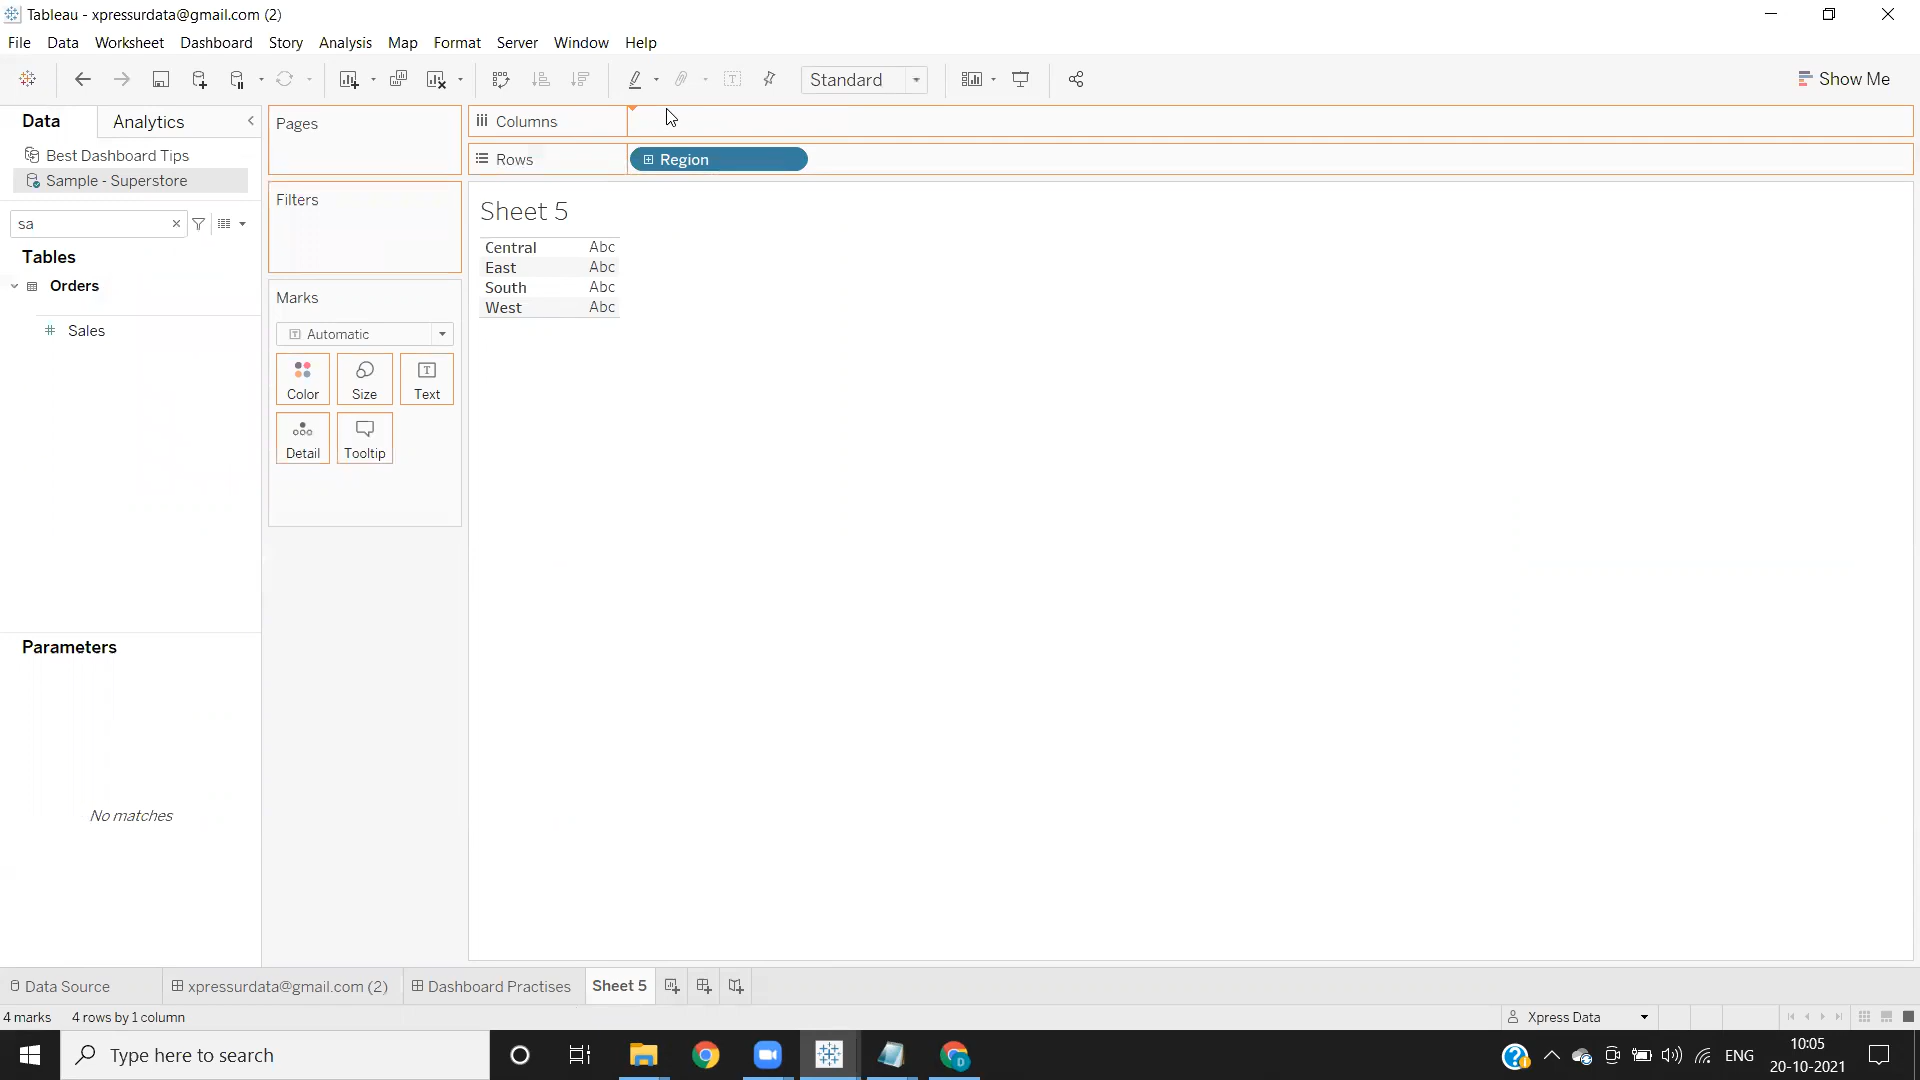 Tableau - xpressurdata@gmail.com (2)
File Data Worksheet Dashboard Story Analysis Map Format Server Window Help
Standard
Show Me
Data Analytics
Best Dashboard Tips
Sample - Superstore
sa
Tables
Orders
Sales
Parameters
No matches
Pages
Filters
Marks
Automatic
Color Size Text
Detail Tooltip
Columns
Rows Region
Sheet 5
Central Abc
East Abc
South Abc
West Abc
Data Source xpressurdata@gmail.com (2) Dashboard Practises Sheet 5
4 marks 4 rows by 1 column Xpress Data
Type here to search
ENG
10:05
20-10-2021